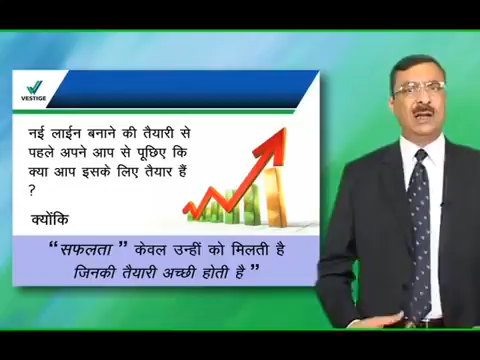 VESTIGE
नई लाईन बनाने की तैयारी से
पहले अपने आप से पूछिए कि
क्या आप इसके लिए तैयार हैं
?
क्योंकि
“सफलता ” केवल उन्हीं को मिलती है
जिनकी तैयारी अच्छी होती है ”